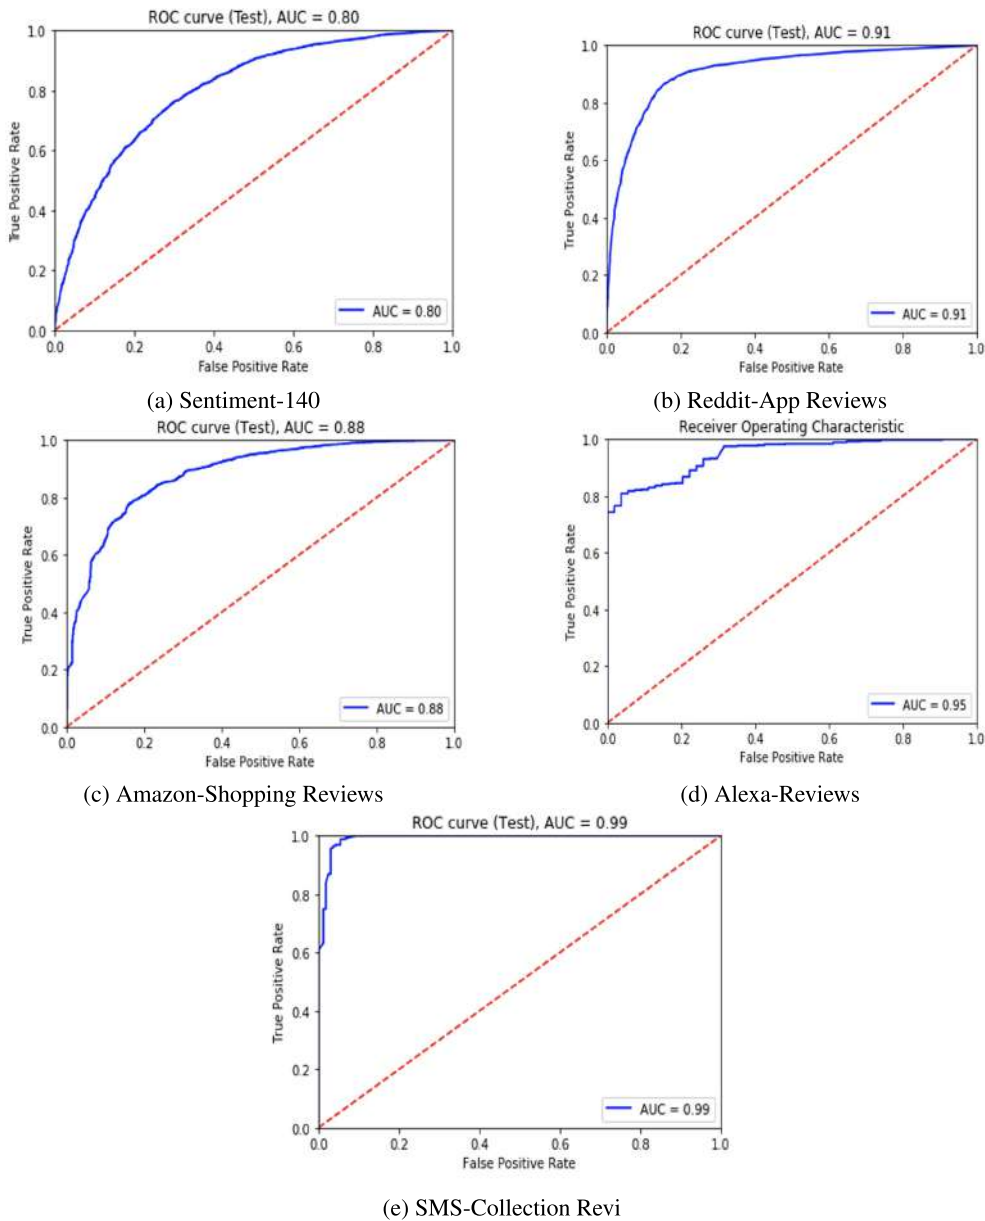 ROC curve (Test), AUC = 0.80
1.0
0.8
0.6
0.4
0.2
0.0
True Positive Rate
AUC = 0.80
0.0 0.2 0.4 0.6 0.8 1.0
False Positive Rate
(a) Sentiment-140
ROC curve (Test), AUC = 0.91
1.0
0.8
0.6
0.4
0.2
0.0
True Positive Rate
AUC = 0.91
0.0 0.2 0.4 0.6 0.8 1.0
False Positive Rate
(b) Reddit-App Reviews
ROC curve (Test), AUC = 0.88
1.0
0.8
0.6
0.4
0.2
0.0
True Positive Rate
AUC = 0.88
0.0 0.2 0.4 0.6 0.8 1.0
False Positive Rate
(c) Amazon-Shopping Reviews
Receiver Operating Characteristic
1.0
0.8
0.6
0.4
0.2
0.0
True Positive Rate
AUC = 0.95
0.0 0.2 0.4 0.6 0.8 1.0
False Positive Rate
(d) Alexa-Reviews
ROC curve (Test), AUC = 0.99
1.0
0.8
0.6
0.4
0.2
0.0
True Positive Rate
AUC = 0.99
0.0 0.2 0.4 0.6 0.8 1.0
False Positive Rate
(e) SMS-Collection Revi